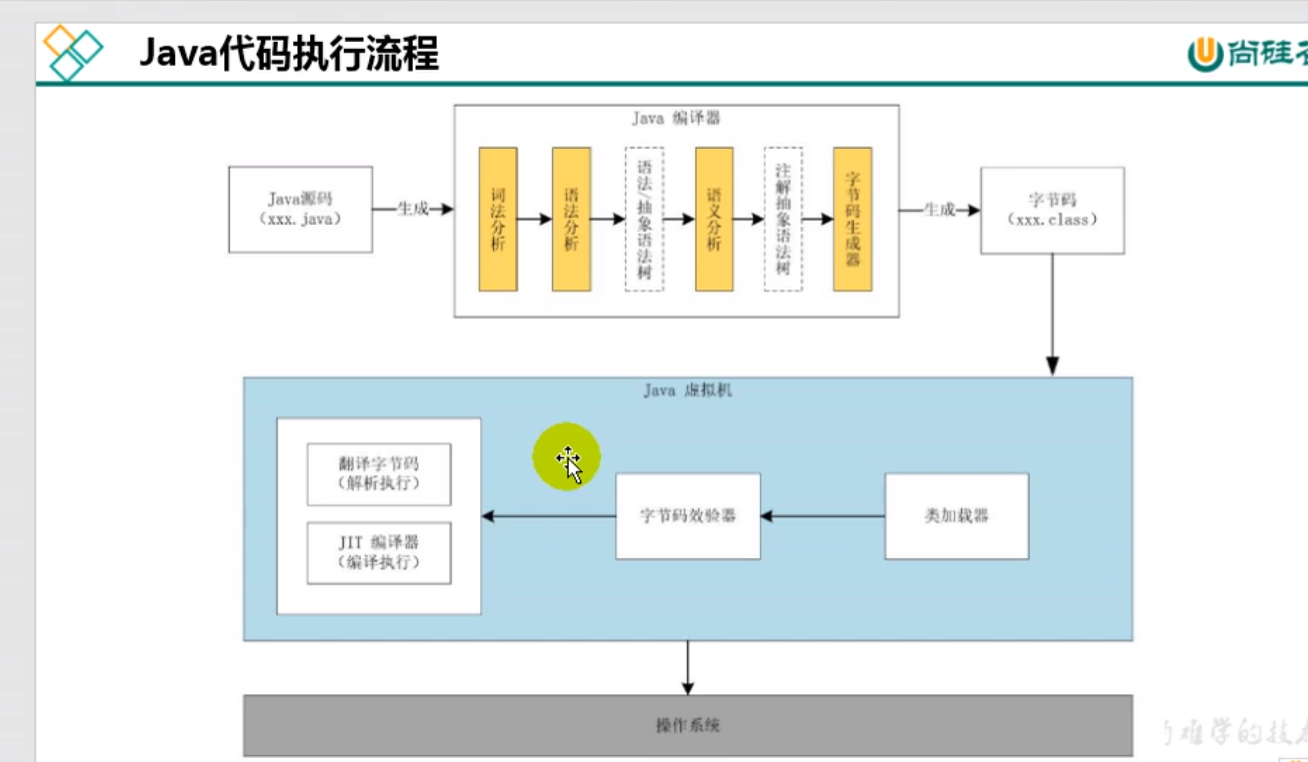 Java代码执行流程
尚硅
Java 编译器
Java源码
（xxx.java）
生成
词法分析
语法分析
语法/抽象语法树
语义分析
注解抽象语法树
字节码生成器
生成
字节码
（xxx.class）
Java 虚拟机
翻译字节码
（解析执行）
JIT 编译器
（编译执行）
字节码效验器
类加载器
操作系统
难学的技